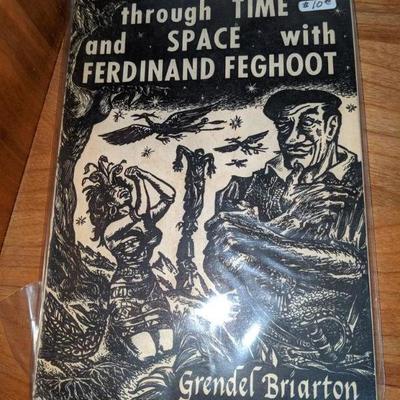 through TIME
$10€
and SPACE with
FERDINAND FEGHOOT
Grendel Briarton